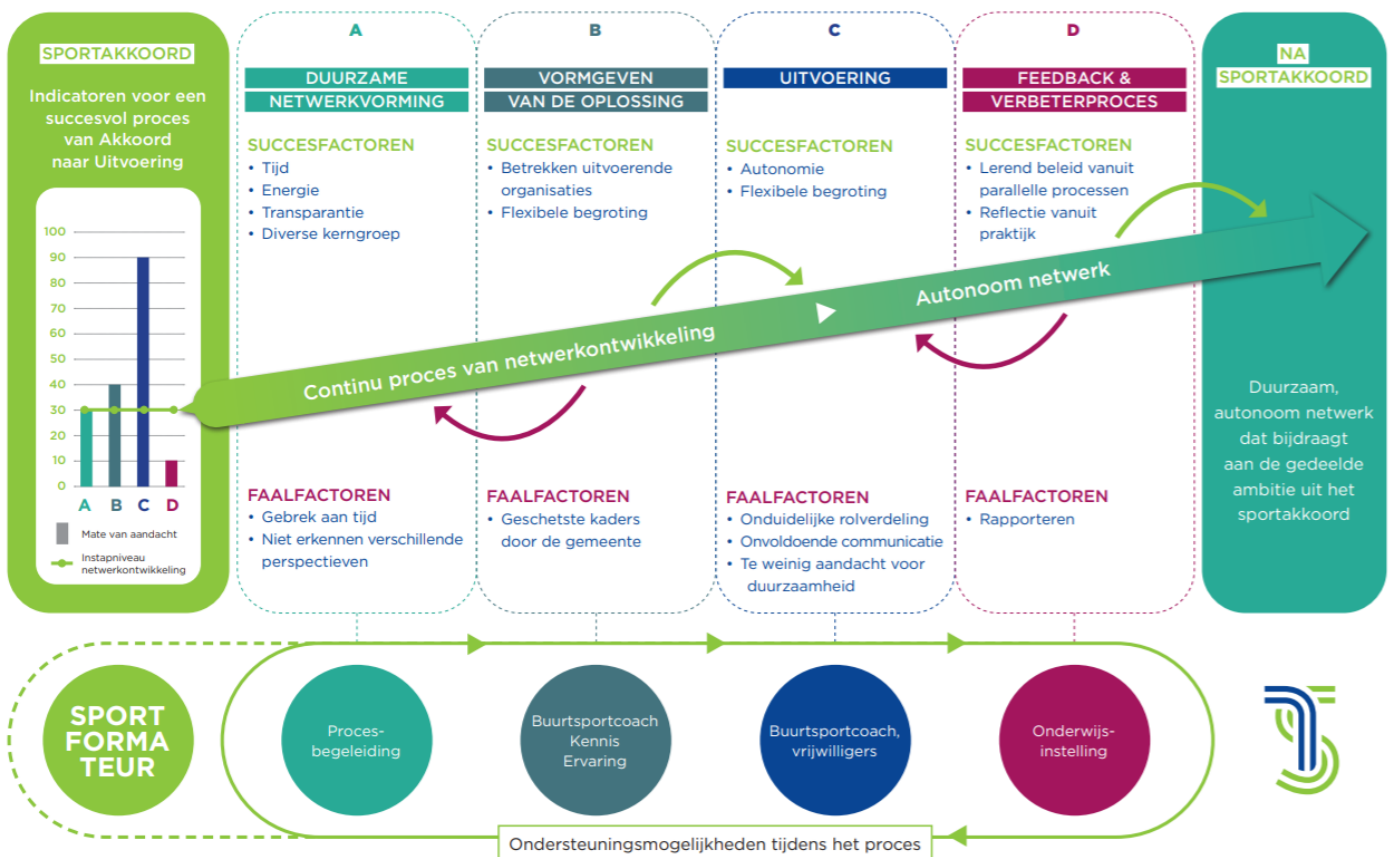 SPORTAKKOORD
Indicatoren voor een
succesvol proces
van Akkoord
naar Uitvoering
100
90
80
70
60
50
40
30
20
10
0
A B C D
Mate van aandacht
Instapniveau
netwerkontwikkeling
A
DUURZAME
NETWERKVORMING
SUCCESFACTOREN
• Tijd
• Energie
• Transparantie
• Diverse kerngroep
FAALFACTOREN
• Gebrek aan tijd
• Niet erkennen verschillende
perspectieven
B
VORMGEVEN
VAN DE OPLOSSING
SUCCESFACTOREN
• Betrekken uitvoerende
organisaties
• Flexibele begroting
FAALFACTOREN
• Geschetste kaders
door de gemeente
C
UITVOERING
SUCCESFACTOREN
• Autonomie
• Flexibele begroting
FAALFACTOREN
• Onduidelijke rolverdeling
• Onvoldoende communicatie
• Te weinig aandacht voor
duurzaamheid
D
FEEDBACK &
VERBETERPROCES
SUCCESFACTOREN
• Lerend beleid vanuit
parallelle processen
• Reflectie vanuit
praktijk
FAALFACTOREN
• Rapporteren
Continu proces van netwerkontwikkeling
Autonoom netwerk
NA
SPORTAKKOORD
Duurzaam,
autonoom netwerk
dat bijdraagt
aan de gedeelde
ambitie uit het
sportakkoord
SPORT
FORMA
TEUR
Proces-
begeleiding
Buurtsportcoach
Kennis
Ervaring
Buurtsportcoach,
vrijwilligers
Onderwijs-
instelling
Ondersteuningsmogelijkheden tijdens het proces